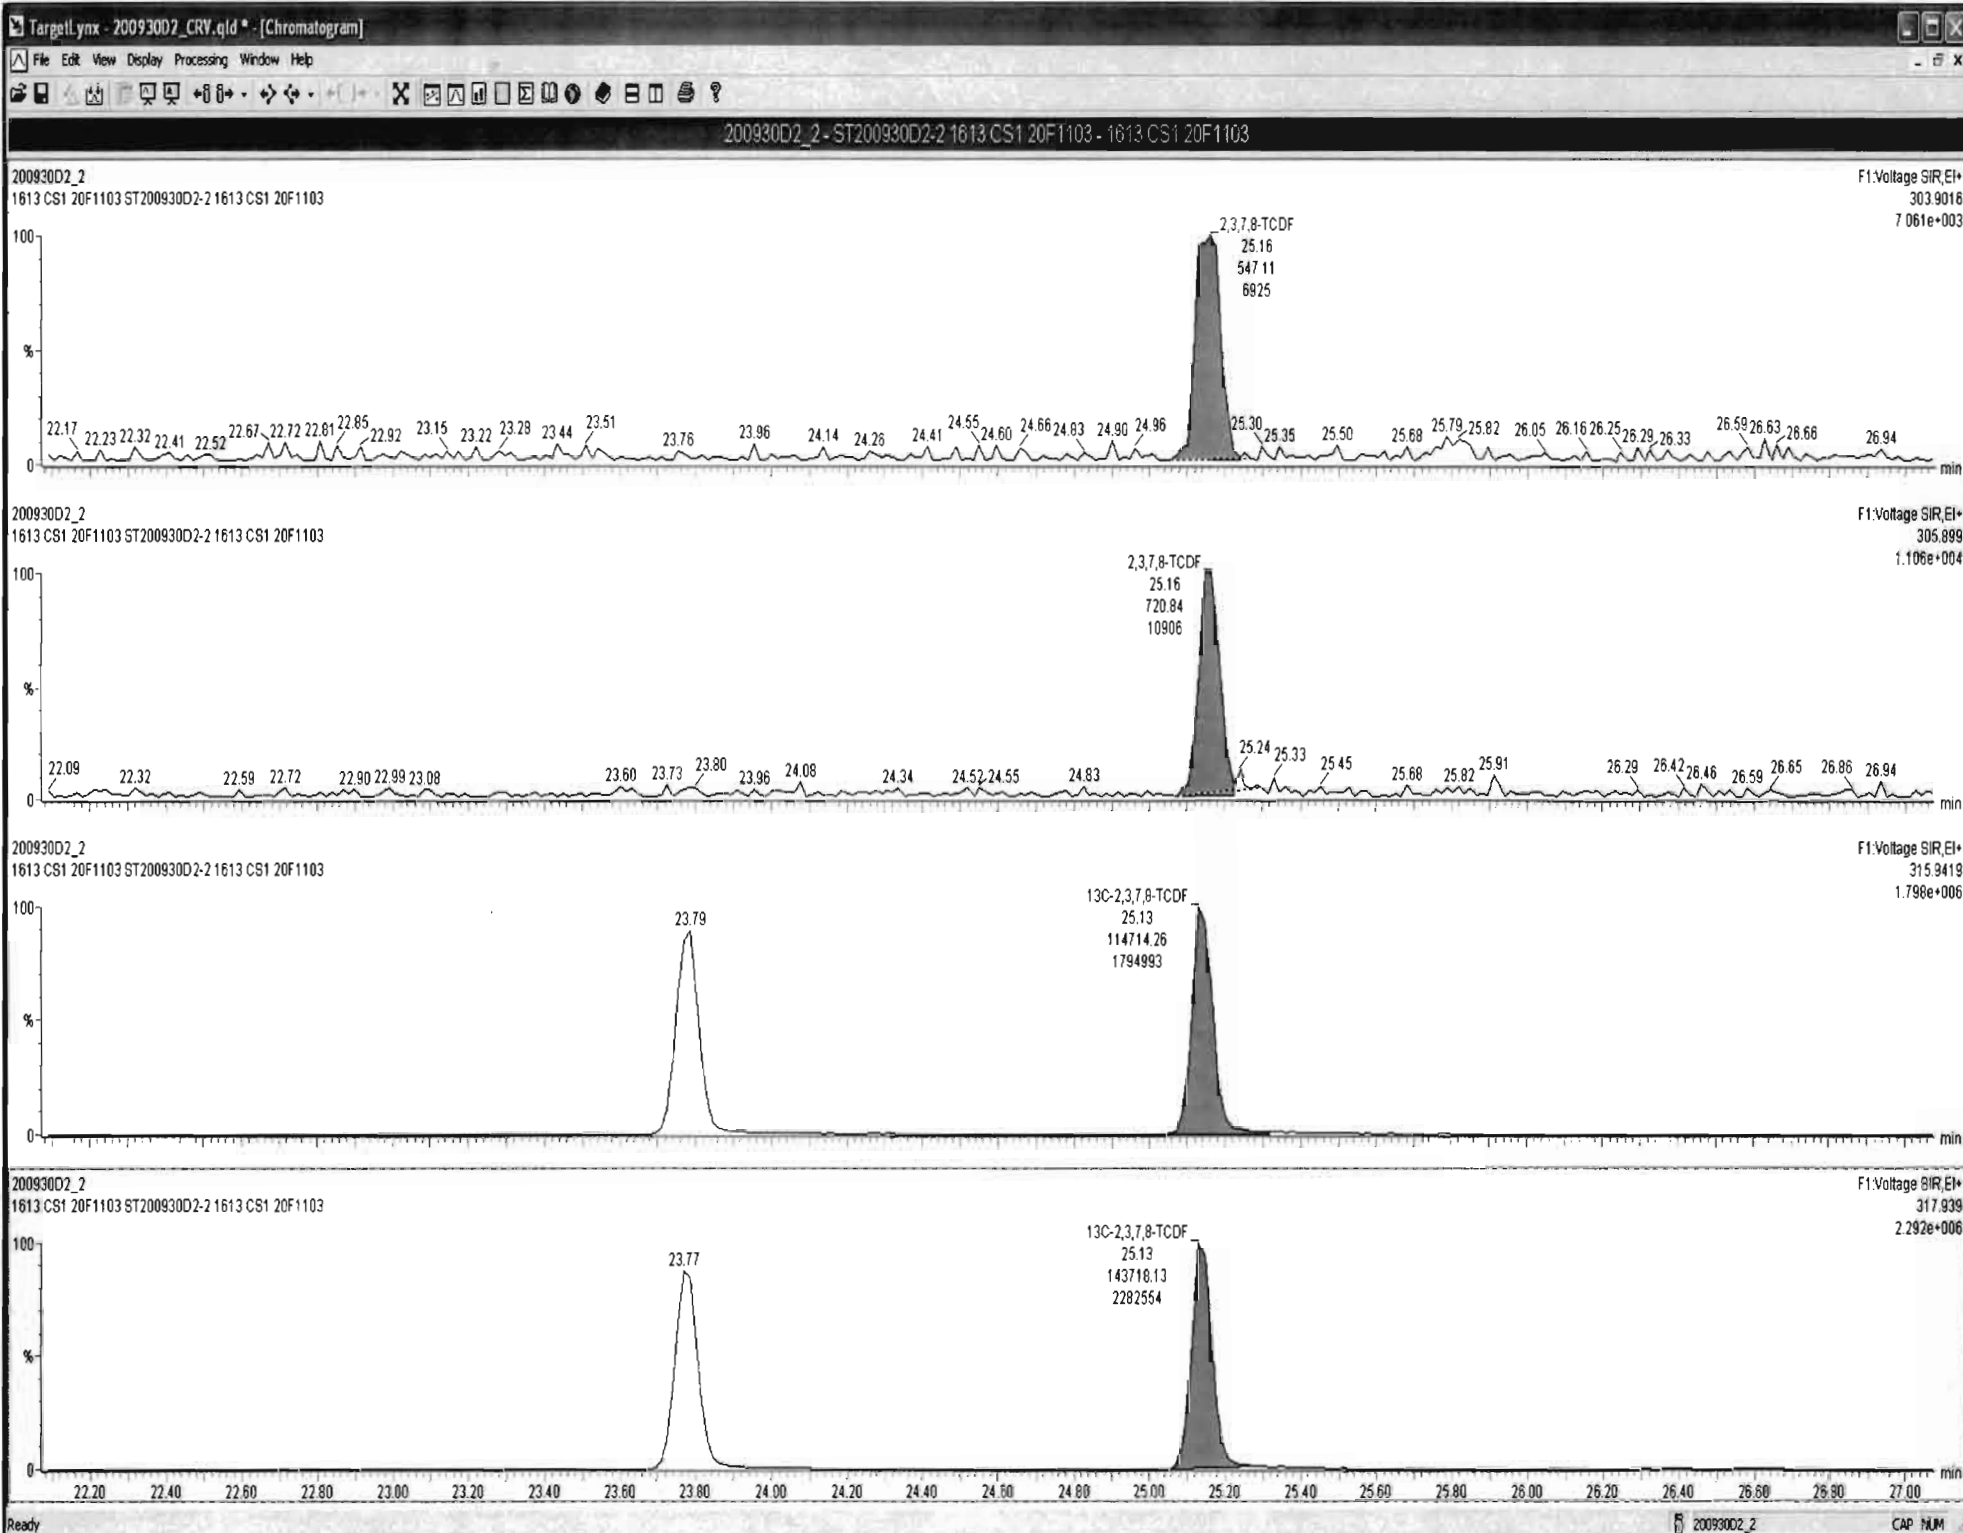 TargetLynx - 200930D2_CRV.qld * - [Chromatogram]
File Edit View Display Processing Window Help
200930D2_2 - ST200930D2-2 1613 CS1 20F1103 - 1613 CS1 20F1103
200930D2_2
1613 CS1 20F1103 ST200930D2-2 1613 CS1 20F1103
F1:Voltage SIR,EI+
303.9016
7 061e+003
100
%
0
2,3,7,8-TCDF
25.16
547 11
6925
22.17 22.23 22.32 22.41 22.52 22.67 22.72 22.81 22.85 22.92 23.15 23.22 23.28 23 44 23.51 23.76 23.96 24.14 24.26 24.41 24.55 24.60 24.66 24.83 24.90 24.96 25.30 25.35 25.50 25.68 25.79 25.82 26.05 26.16 26.25 26.29 26.33 26.59 26.63 26.66 26.94
min
200930D2_2
1613 CS1 20F1103 ST200930D2-2 1613 CS1 20F1103
F1:Voltage SIR,EI+
305.899
1.106e+004
100
%
0
2,3,7,8-TCDF
25.16
720.84
10906
22.09 22.32 22.59 22.72 22.90 22.99 23.08 23.60 23.73 23.80 23.96 24.08 24.34 24.52 24.55 24.83 25.24 25.33 25.45 25.68 25.82 25.91 26.29 26.42 26.46 26.59 26.65 26.86 26.94
min
200930D2_2
1613 CS1 20F1103 ST200930D2-2 1613 CS1 20F1103
F1:Voltage SIR,EI+
315.9419
1.798e+006
100
%
0
23.79
13C-2,3,7,8-TCDF
25.13
114714.26
1794993
min
200930D2_2
1613 CS1 20F1103 ST200930D2-2 1613 CS1 20F1103
F1:Voltage SIR,EI+
317.939
2.292e+006
100
%
0
23.77
13C-2,3,7,8-TCDF
25.13
143718.13
2282554
min
22.20 22.40 22.60 22.80 23.00 23.20 23.40 23.60 23.80 24.00 24.20 24.40 24.60 24.80 25.00 25.20 25.40 25.60 25.80 26.00 26.20 26.40 26.60 26.80 27.00
Ready
200930D2_2
CAP NUM